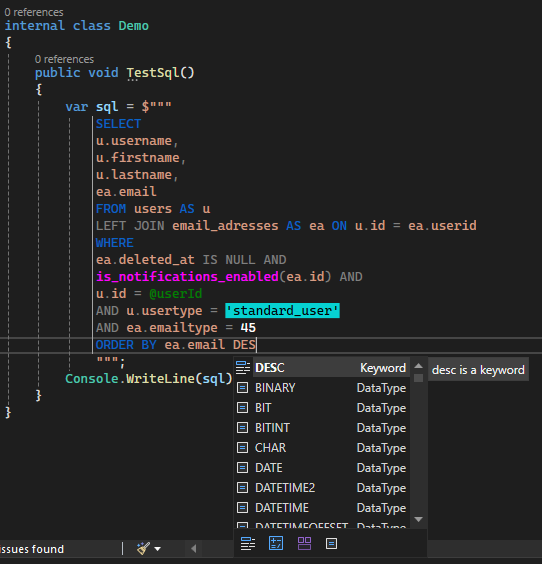 0 references
internal class Demo
{
0 references
public void TestSql()
{
var sql = $"""
SELECT
u.username,
u.firstname,
u.lastname,
ea.email
FROM users AS u
LEFT JOIN email_adresses AS ea ON u.id = ea.userid
WHERE
ea.deleted_at IS NULL AND
is_notifications_enabled(ea.id) AND
u.id = @userId
AND u.usertype = 'standard_user'
AND ea.emailtype = 45
ORDER BY ea.email DES
""";
Console.WriteLine(sql)
}
}
DESC Keyword
desc is a keyword
BINARY DataType
BIT DataType
BITINT DataType
CHAR DataType
DATE DataType
DATETIME2 DataType
DATETIME DataType
DATETIMEOFFSET DataType
issues found